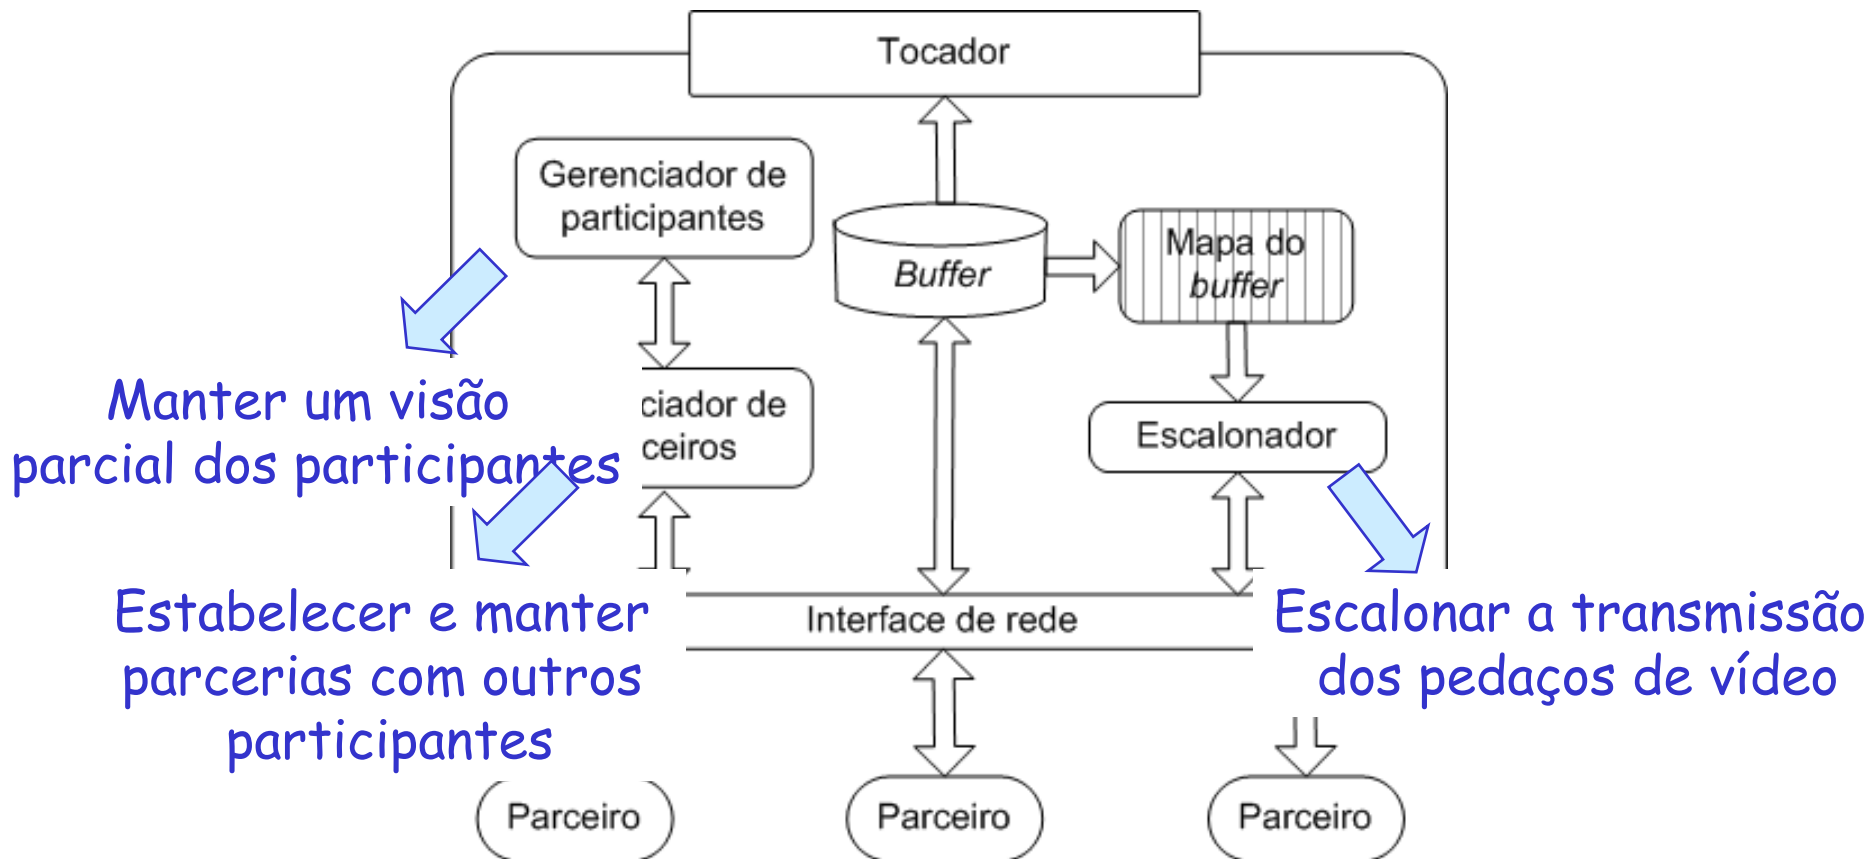 Tocador
Gerenciador de
participantes
Buffer
Mapa do
buffer
Manter um visão
parcial dos participantes
ciador de
ceiros
Escalonador
Estabelecer e manter
parcerias com outros
participantes
Interface de rede
Escalonar a transmissão
dos pedaços de vídeo
Parceiro
Parceiro
Parceiro